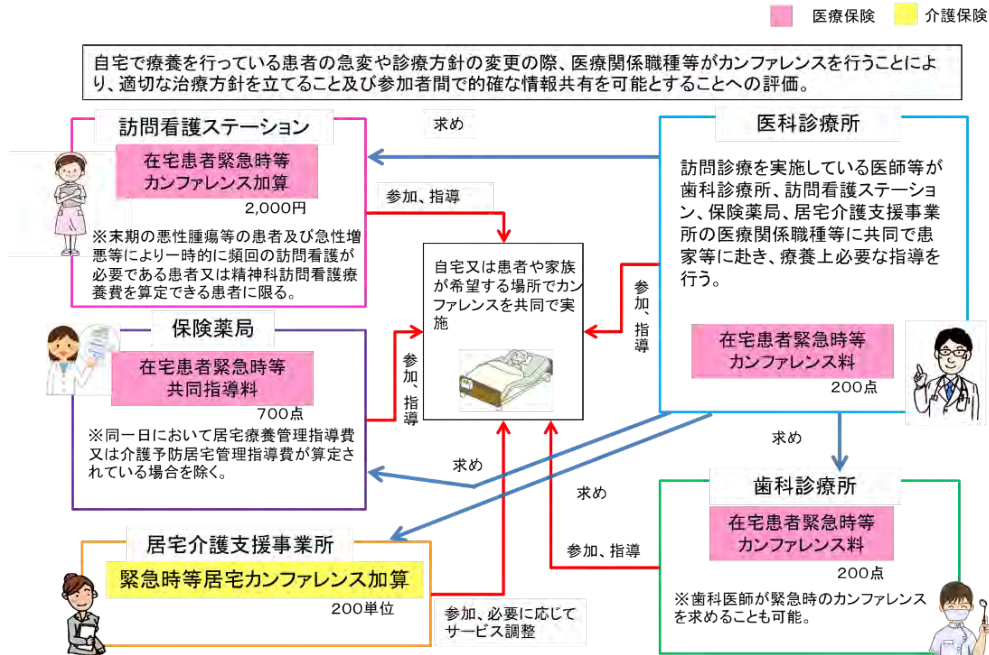 医療保険
介護保険
自宅で療養を行っている患者の急変や診療方針の変更の際、医療関係職種等がカンファレンスを行うことによ
り、適切な治療方針を立てること及び参加者間で的確な情報共有を可能とすることへの評価。
訪問看護ステーション
在宅患者緊急時等
カンファレンス加算
2,000円
※末期の悪性腫瘍等の患者及び急性増
悪等により一時的に頻回の訪問看護が
必要である患者又は精神科訪問看護療
養費を算定できる患者に限る。
求め
参加、指導
医科診療所
訪問診療を実施している医師等が
歯科診療所、訪問看護ステーショ
ン、保険薬局、居宅介護支援事業
所の医療関係職種等に共同で患
家等に赴き、療養上必要な指導を
行う。
在宅患者緊急時等
カンファレンス料
200点
自宅又は患者や家族
が希望する場所でカン
ファレンスを共同で実
施
参加、指導
保険薬局
在宅患者緊急時等
共同指導料
700点
※同一日において居宅療養管理指導費
又は介護予防居宅管理指導費が算定さ
れている場合を除く。
参加、指導
求め
求め
求め
歯科診療所
在宅患者緊急時等
カンファレンス料
200点
※歯科医師が緊急時のカンファレンス
を求めることも可能。
参加、指導
居宅介護支援事業所
緊急時等居宅カンファレンス加算
200単位
参加、必要に応じて
サービス調整